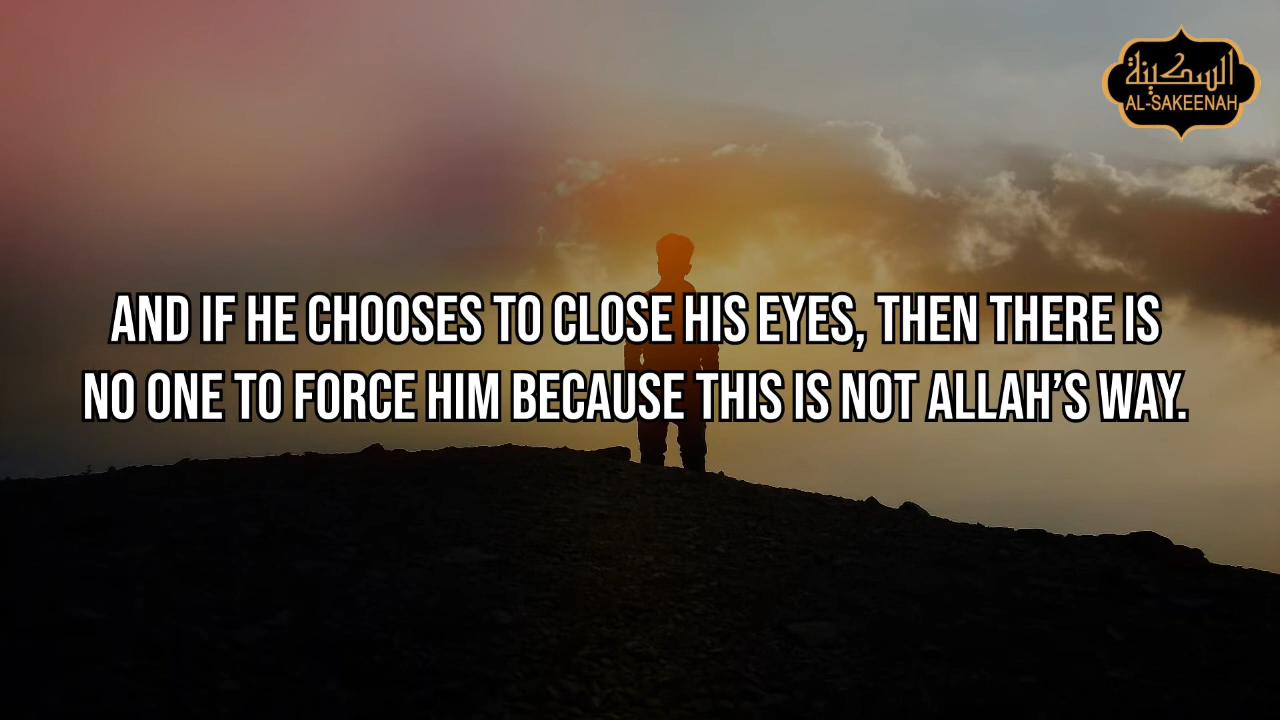 السكينة
AL-SAKEENAH
AND IF HE CHOOSES TO CLOSE HIS EYES, THEN THERE IS
NO ONE TO FORCE HIM BECAUSE THIS IS NOT ALLAH’S WAY.